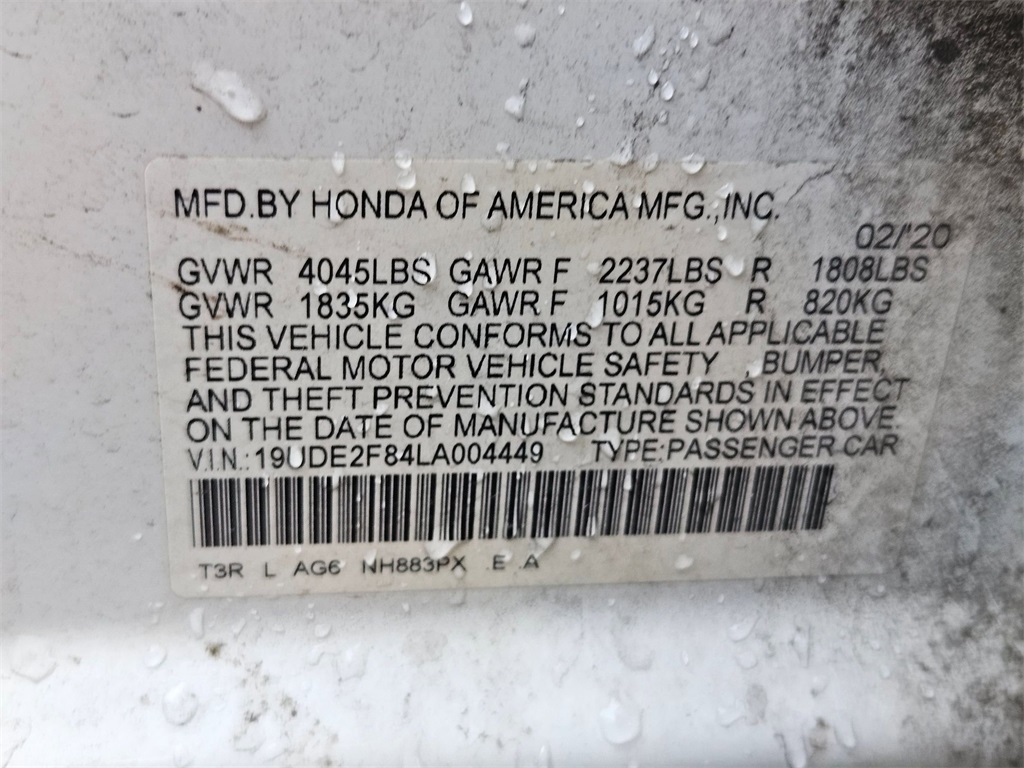 MFD.BY HONDA OF AMERICA MFG.,INC.
02/'20
GVWR 4045LBS GAWR F 2237LBS R 1808LBS
GVWR 1835KG GAWR F 1015KG R 820KG
THIS VEHICLE CONFORMS TO ALL APPLICABLE
FEDERAL MOTOR VEHICLE SAFETY , BUMPER,
AND THEFT PREVENTION STANDARDS IN EFFECT
ON THE DATE OF MANUFACTURE SHOWN ABOVE.
V.I.N.: 19UDE2F84LA004449 TYPE:PASSENGER CAR
T3R L AG6 NH883PX E A